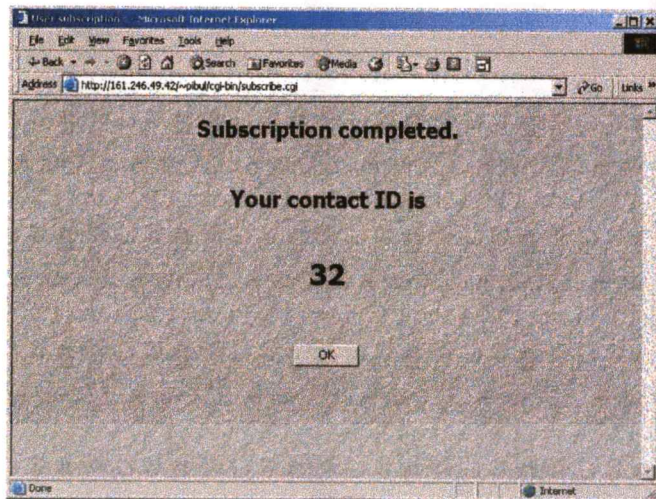 User subscription - Microsoft Internet Explorer
File Edit View Favorites Tools Help
Back Search Favorites Media
Address http://161.246.49.42/~pibul/cgi-bin/subscribe.cgi Go Links »
Subscription completed.
Your contact ID is
32
OK
Done Internet